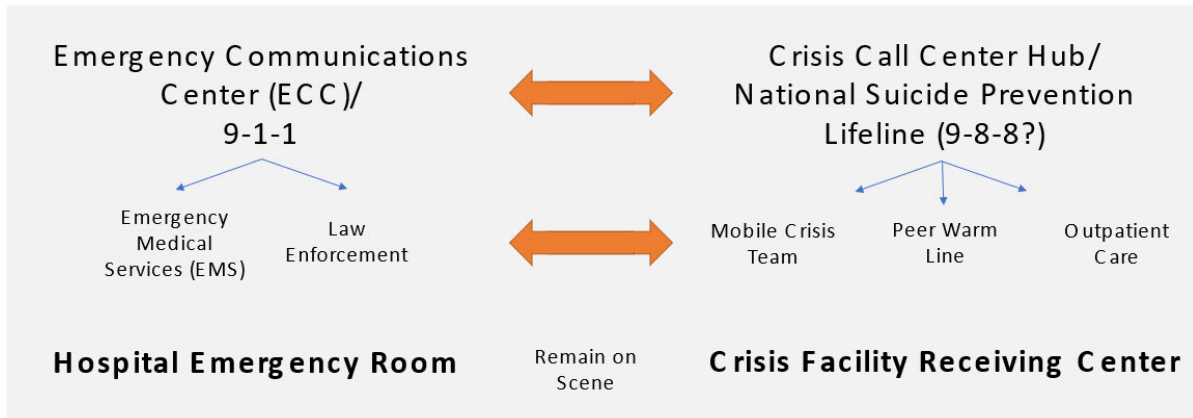 Emergency Communications
Center (ECC)/
9-1-1
Crisis Call Center Hub/
National Suicide Prevention
Lifeline (9-8-8?)
Emergency
Medical
Services (EMS)
Law
Enforcement
Mobile Crisis
Team
Peer Warm
Line
Outpatient
Care
Hospital Emergency Room
Remain on
Scene
Crisis Facility Receiving Center